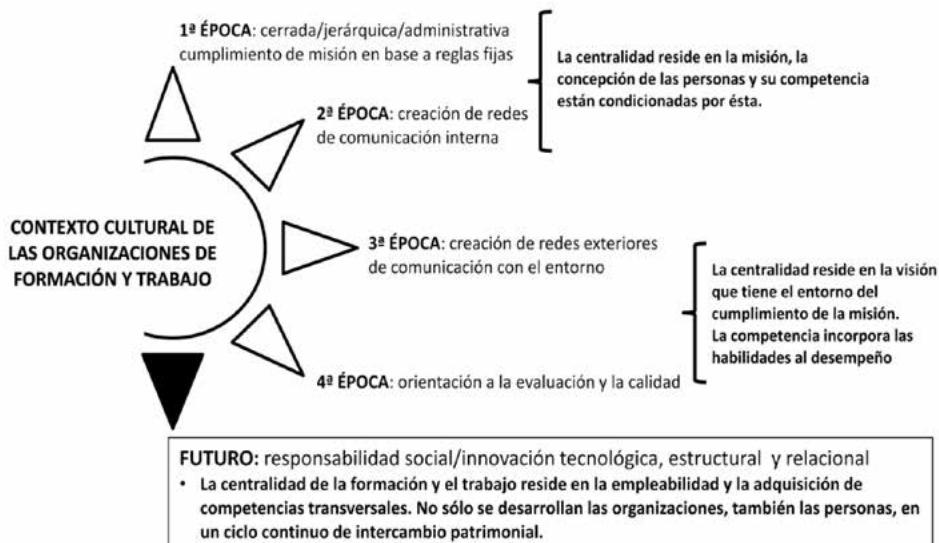 1ª ÉPOCA: cerrada/jerárquica/administrativa
cumplimiento de misión en base a reglas fijas
La centralidad reside en la misión, la
concepción de las personas y su competencia
están condicionadas por ésta.
2ª ÉPOCA: creación de redes
de comunicación interna
CONTEXTO CULTURAL DE
LAS ORGANIZACIONES DE
FORMACIÓN Y TRABAJO
3ª ÉPOCA: creación de redes exteriores
de comunicación con el entorno
La centralidad reside en la visión
que tiene el entorno del
cumplimiento de la misión.
La competencia incorpora las
habilidades al desempeño
4ª ÉPOCA: orientación a la evaluación y la calidad
FUTURO: responsabilidad social/innovación tecnológica, estructural y relacional
• La centralidad de la formación y el trabajo reside en la empleabilidad y la adquisición de
competencias transversales. No sólo se desarrollan las organizaciones, también las personas, en
un ciclo continuo de intercambio patrimonial.